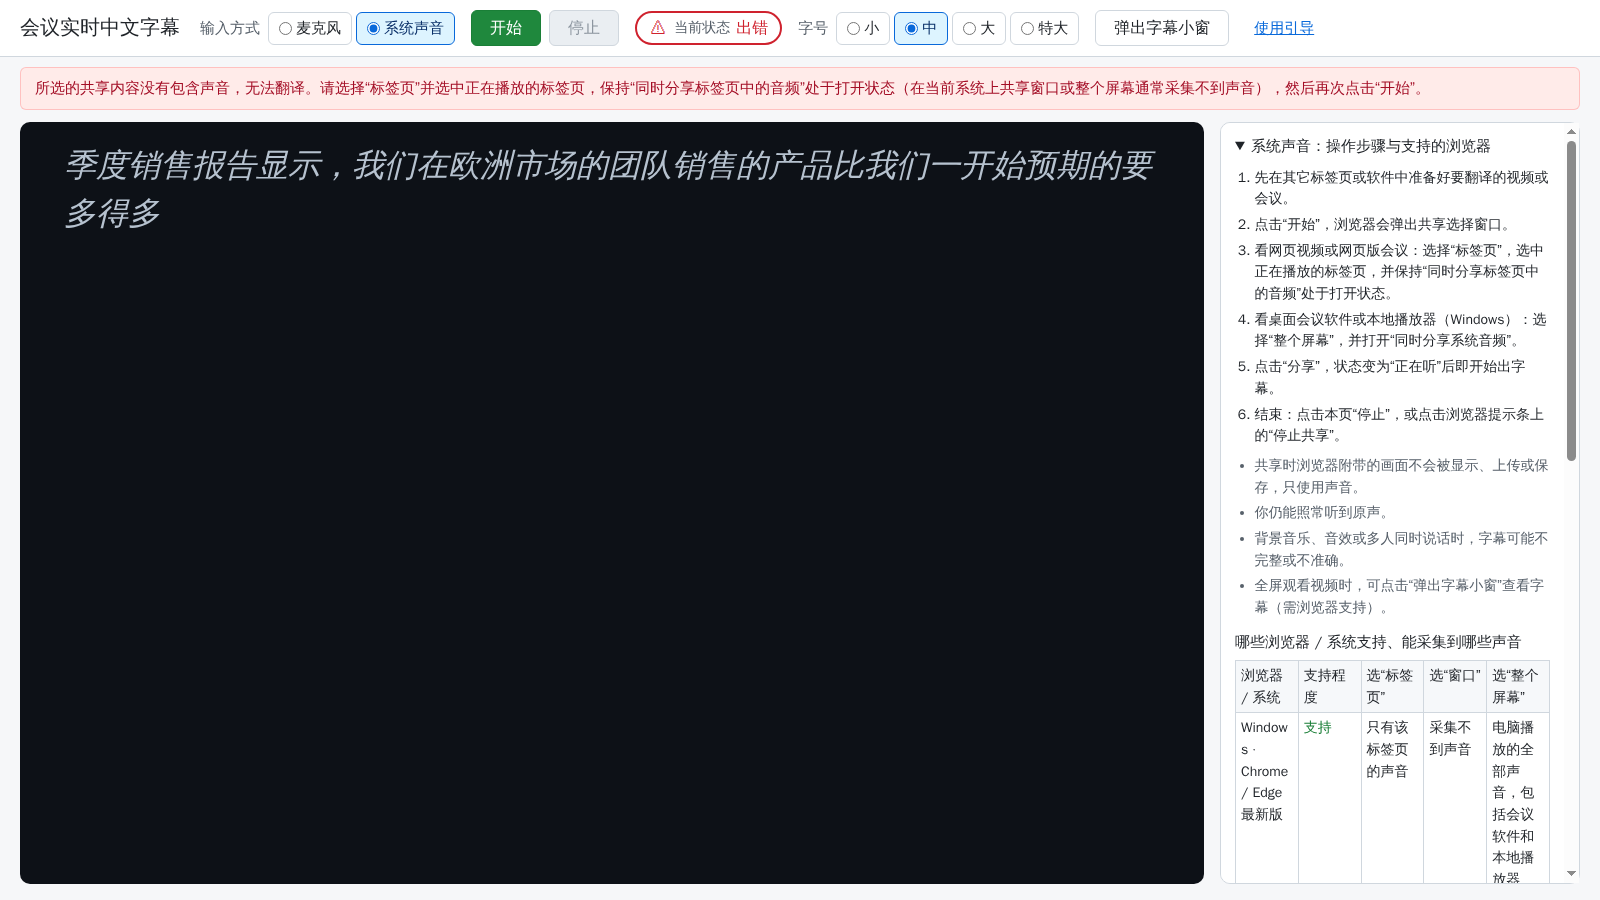 会议实时中文字幕 输入方式 麦克风 系统声音 开始 停止 当前状态 出错 字号 小 中 大 特大 弹出字幕小窗 使用引导
所选的共享内容没有包含声音，无法翻译。请选择“标签页”并选中正在播放的标签页，保持“同时分享标签页中的音频”处于打开状态（在当前系统上共享窗口或整个屏幕通常采集不到声音），然后再次点击“开始”。
季度销售报告显示，我们在欧洲市场的团队销售的产品比我们一开始预期的要
多得多
▼ 系统声音：操作步骤与支持的浏览器
1. 先在其它标签页或软件中准备好要翻译的视频或
会议。
2. 点击“开始”，浏览器会弹出共享选择窗口。
3. 看网页视频或网页版会议：选择“标签页”，选中
正在播放的标签页，并保持“同时分享标签页中
的音频”处于打开状态。
4. 看桌面会议软件或本地播放器（Windows）：选
择“整个屏幕”，并打开“同时分享系统音频”。
5. 点击“分享”，状态变为“正在听”后即开始出字
幕。
6. 结束：点击本页“停止”，或点击浏览器提示条上
的“停止共享”。
• 共享时浏览器附带的画面不会被显示、上传或保
存，只使用声音。
• 你仍能照常听到原声。
• 背景音乐、音效或多人同时说话时，字幕可能不
完整或不准确。
• 全屏观看视频时，可点击“弹出字幕小窗”查看字
幕（需浏览器支持）。
哪些浏览器 / 系统支持、能采集到哪些声音
浏览器 支持程 选“标签 选“窗口” 选“整个
/ 系统 度 页” 屏幕”
Window 支持 只有该 采集不 电脑播
s · 标签页 到声音 放的全
Chrome 的声音 部声
/ Edge 音，包
最新版 括会议
软件和
本地播
放器